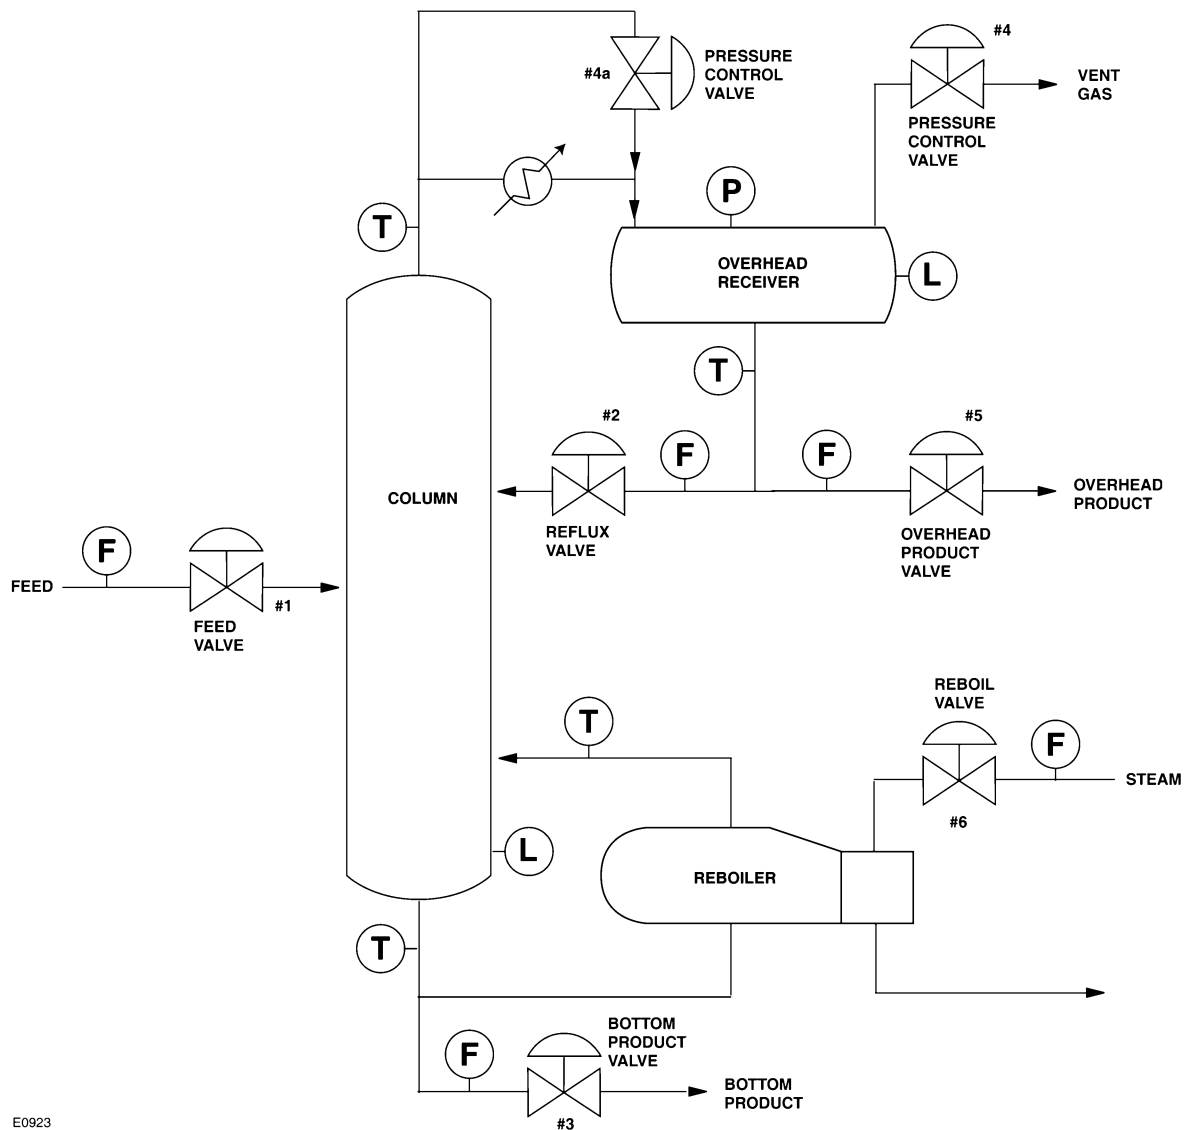 #4
#4a
PRESSURE
CONTROL
VALVE
VENT
GAS
PRESSURE
CONTROL
VALVE
P
T
OVERHEAD
RECEIVER
L
T
#2
#5
F
F
COLUMN
OVERHEAD
PRODUCT
REFLUX
VALVE
OVERHEAD
PRODUCT
VALVE
F
FEED
#1
FEED
VALVE
REBOIL
VALVE
T
F
STEAM
#6
L
REBOILER
T
BOTTOM
PRODUCT
VALVE
F
BOTTOM
PRODUCT
#3
E0923